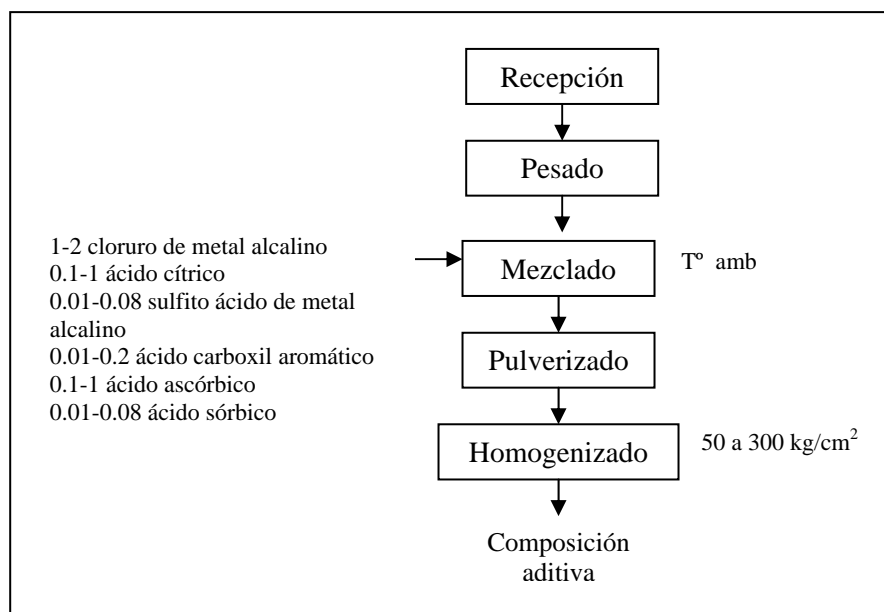 Recepción
Pesado
1-2 cloruro de metal alcalino
0.1-1 ácido cítrico
0.01-0.08 sulfito ácido de metal
alcalino
0.01-0.2 ácido carboxil aromático
0.1-1 ácido ascórbico
0.01-0.08 ácido sórbico
Mezclado
Tº amb
Pulverizado
Homogenizado
50 a 300 kg/cm²
Composición
aditiva